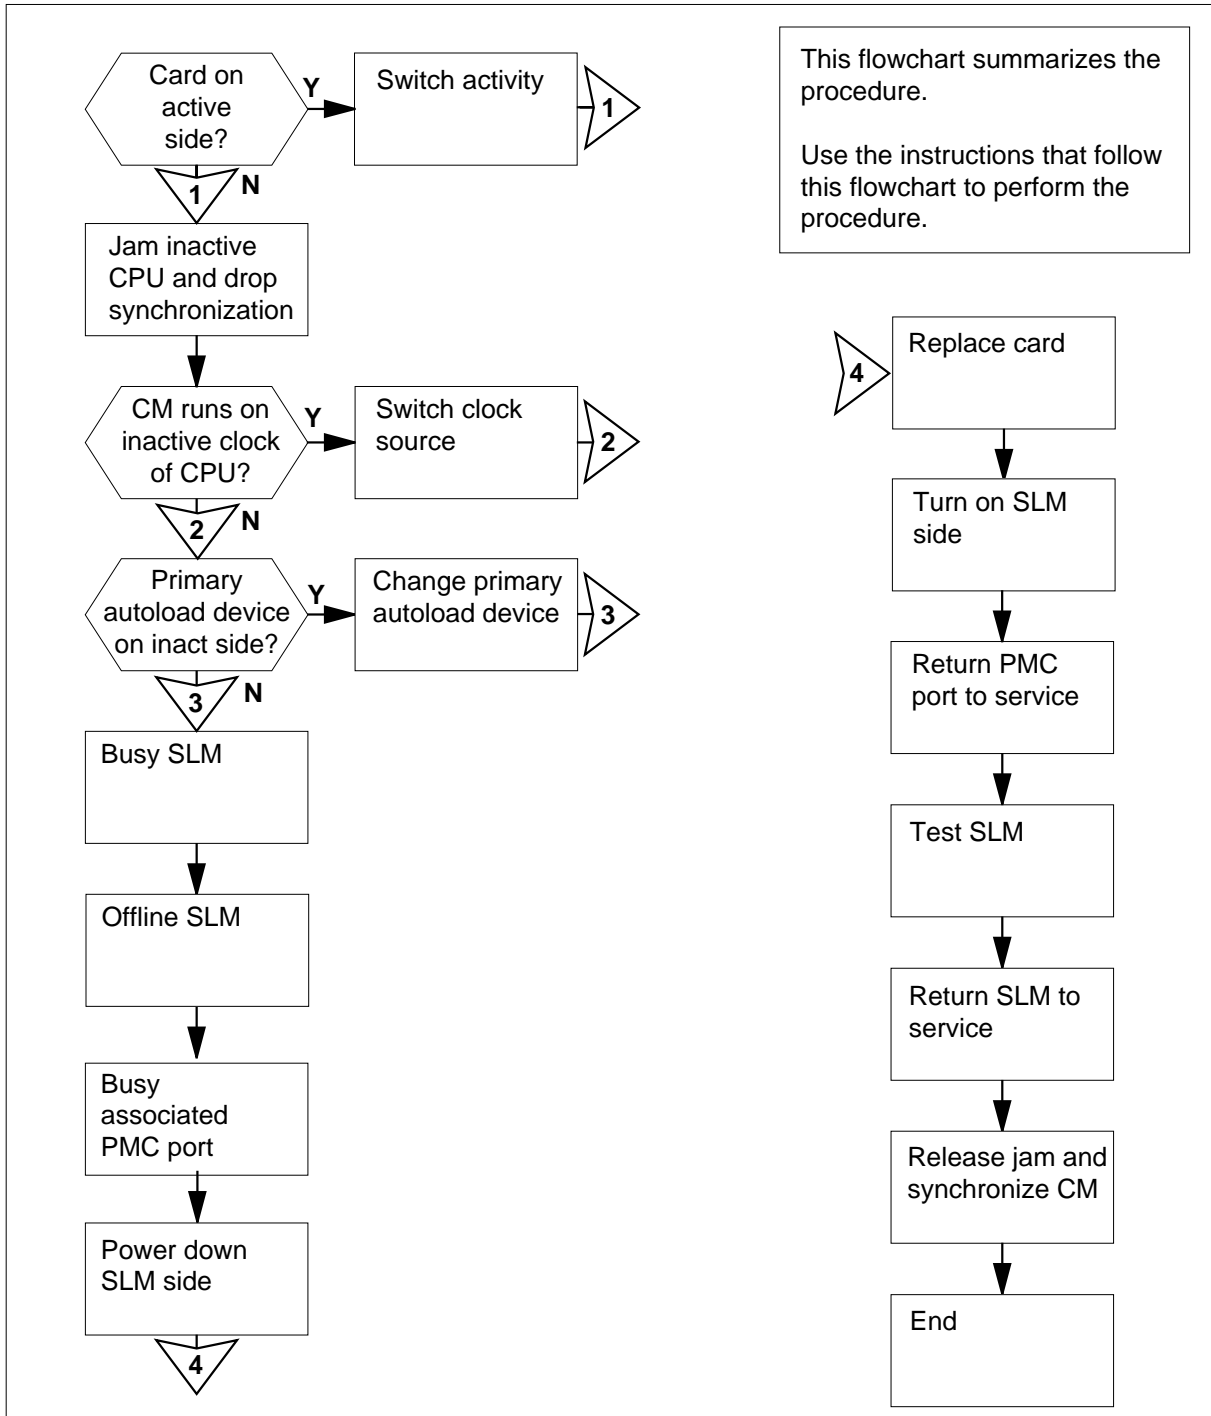 Card on
active
side?
Y
Switch activity
1
N
1
Jam inactive
CPU and drop
synchronization
CM runs on
inactive clock
of CPU?
Y
Switch clock
source
2
N
2
Primary
autoload device
on inact side?
Y
Change primary
autoload device
3
N
3
Busy SLM
Offline SLM
Busy
associated
PMC port
Power down
SLM side
4
This flowchart summarizes the
procedure.
Use the instructions that follow
this flowchart to perform the
procedure.
4
Replace card
Turn on SLM
side
Return PMC
port to service
Test SLM
Return SLM to
service
Release jam and
synchronize CM
End